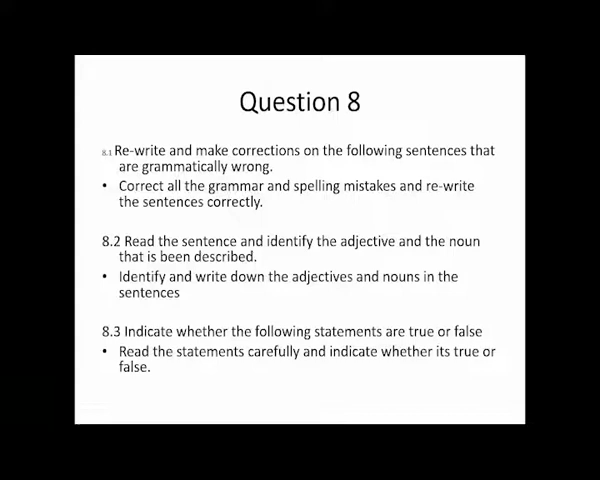 Question 8
8.1 Re-write and make corrections on the following sentences that
are grammatically wrong.
• Correct all the grammar and spelling mistakes and re-write
the sentences correctly.
8.2 Read the sentence and identify the adjective and the noun
that is been described.
• Identify and write down the adjectives and nouns in the
sentences
8.3 Indicate whether the following statements are true or false
• Read the statements carefully and indicate whether its true or
false.